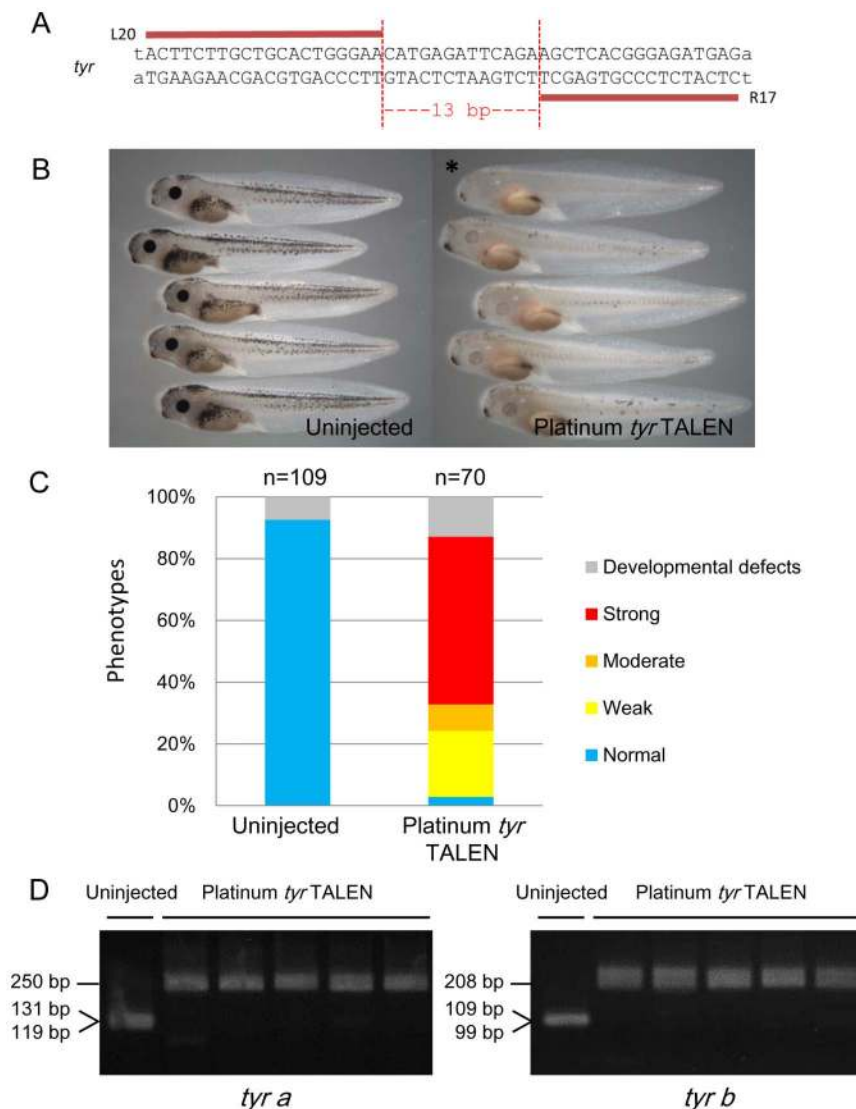 A
L20
tACTTCTTGCTGCACTGGGAACATGAGATTCAGAAGCTCACGGGAGATGAGa
tyr
aTGAAGAACGACGTGACCCTTGTACTCTAAGTCTTCGAGTGCCCTCTACTCt
13 bp
R17
B
*
Uninjected
Platinum tyr TALEN
C
n=109
n=70
100%
80%
60%
40%
20%
0%
Phenotypes
Uninjected
Platinum tyr
TALEN
Developmental defects
Strong
Moderate
Weak
Normal
D
Uninjected
Platinum tyr TALEN
250 bp
131 bp
119 bp
tyr a
Uninjected
Platinum tyr TALEN
208 bp
109 bp
99 bp
tyr b